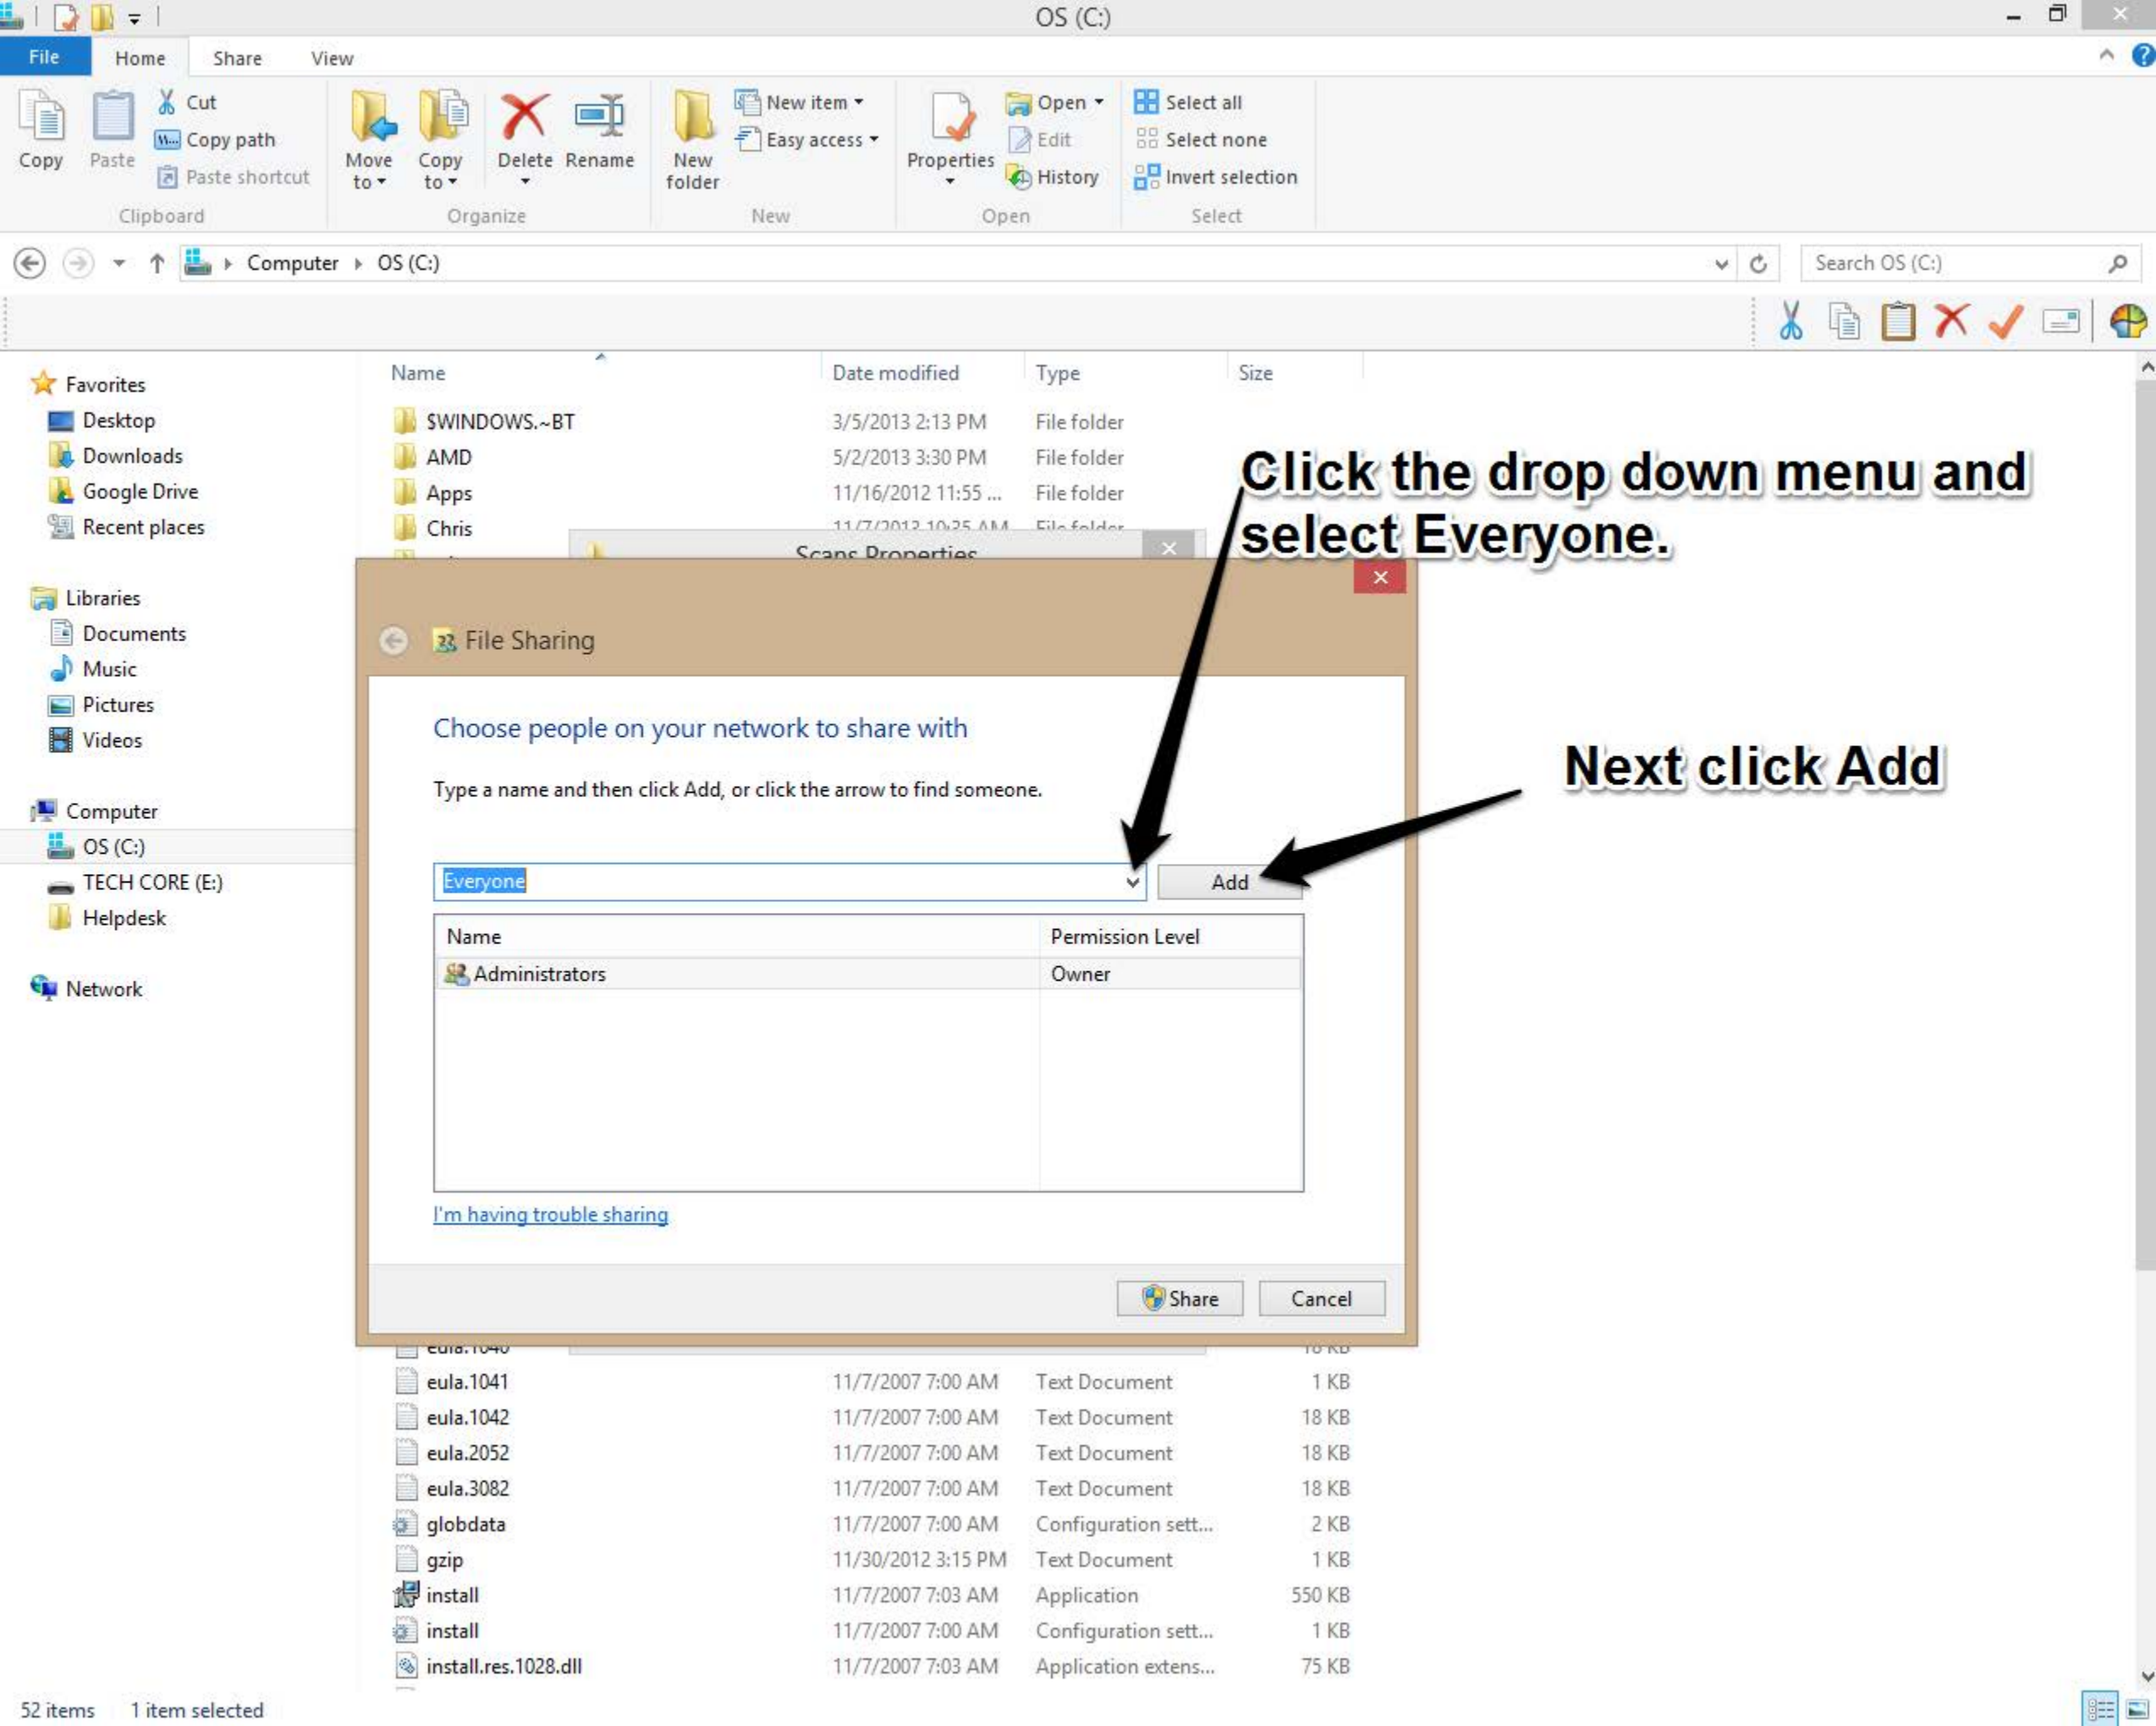 OS (C:)
File Home Share View
Copy
Paste
Cut
Copy path
Paste shortcut
Clipboard
Move to
Copy to
Delete
Rename
Organize
New folder
New item
Easy access
New
Properties
Open
Edit
History
Open
Select all
Select none
Invert selection
Select
Computer OS (C:)
Search OS (C:)
Favorites
Desktop
Downloads
Google Drive
Recent places
Libraries
Documents
Music
Pictures
Videos
Computer
OS (C:)
TECH CORE (E:)
Helpdesk
Network
Name Date modified Type Size
$WINDOWS.~BT 3/5/2013 2:13 PM File folder
AMD 5/2/2013 3:30 PM File folder
Apps 11/16/2012 11:55 ... File folder
Chris 11/7/2012 10:35 AM File folder
Scans Properties
Click the drop down menu and
select Everyone.
File Sharing
Choose people on your network to share with
Next click Add
Type a name and then click Add, or click the arrow to find someone.
Everyone Add
Name Permission Level
Administrators Owner
I'm having trouble sharing
Share Cancel
eula.1040 18 KB
eula.1041 11/7/2007 7:00 AM Text Document 1 KB
eula.1042 11/7/2007 7:00 AM Text Document 18 KB
eula.2052 11/7/2007 7:00 AM Text Document 18 KB
eula.3082 11/7/2007 7:00 AM Text Document 18 KB
globdata 11/7/2007 7:00 AM Configuration sett... 2 KB
gzip 11/30/2012 3:15 PM Text Document 1 KB
install 11/7/2007 7:03 AM Application 550 KB
install 11/7/2007 7:00 AM Configuration sett... 1 KB
install.res.1028.dll 11/7/2007 7:03 AM Application extens... 75 KB
52 items 1 item selected